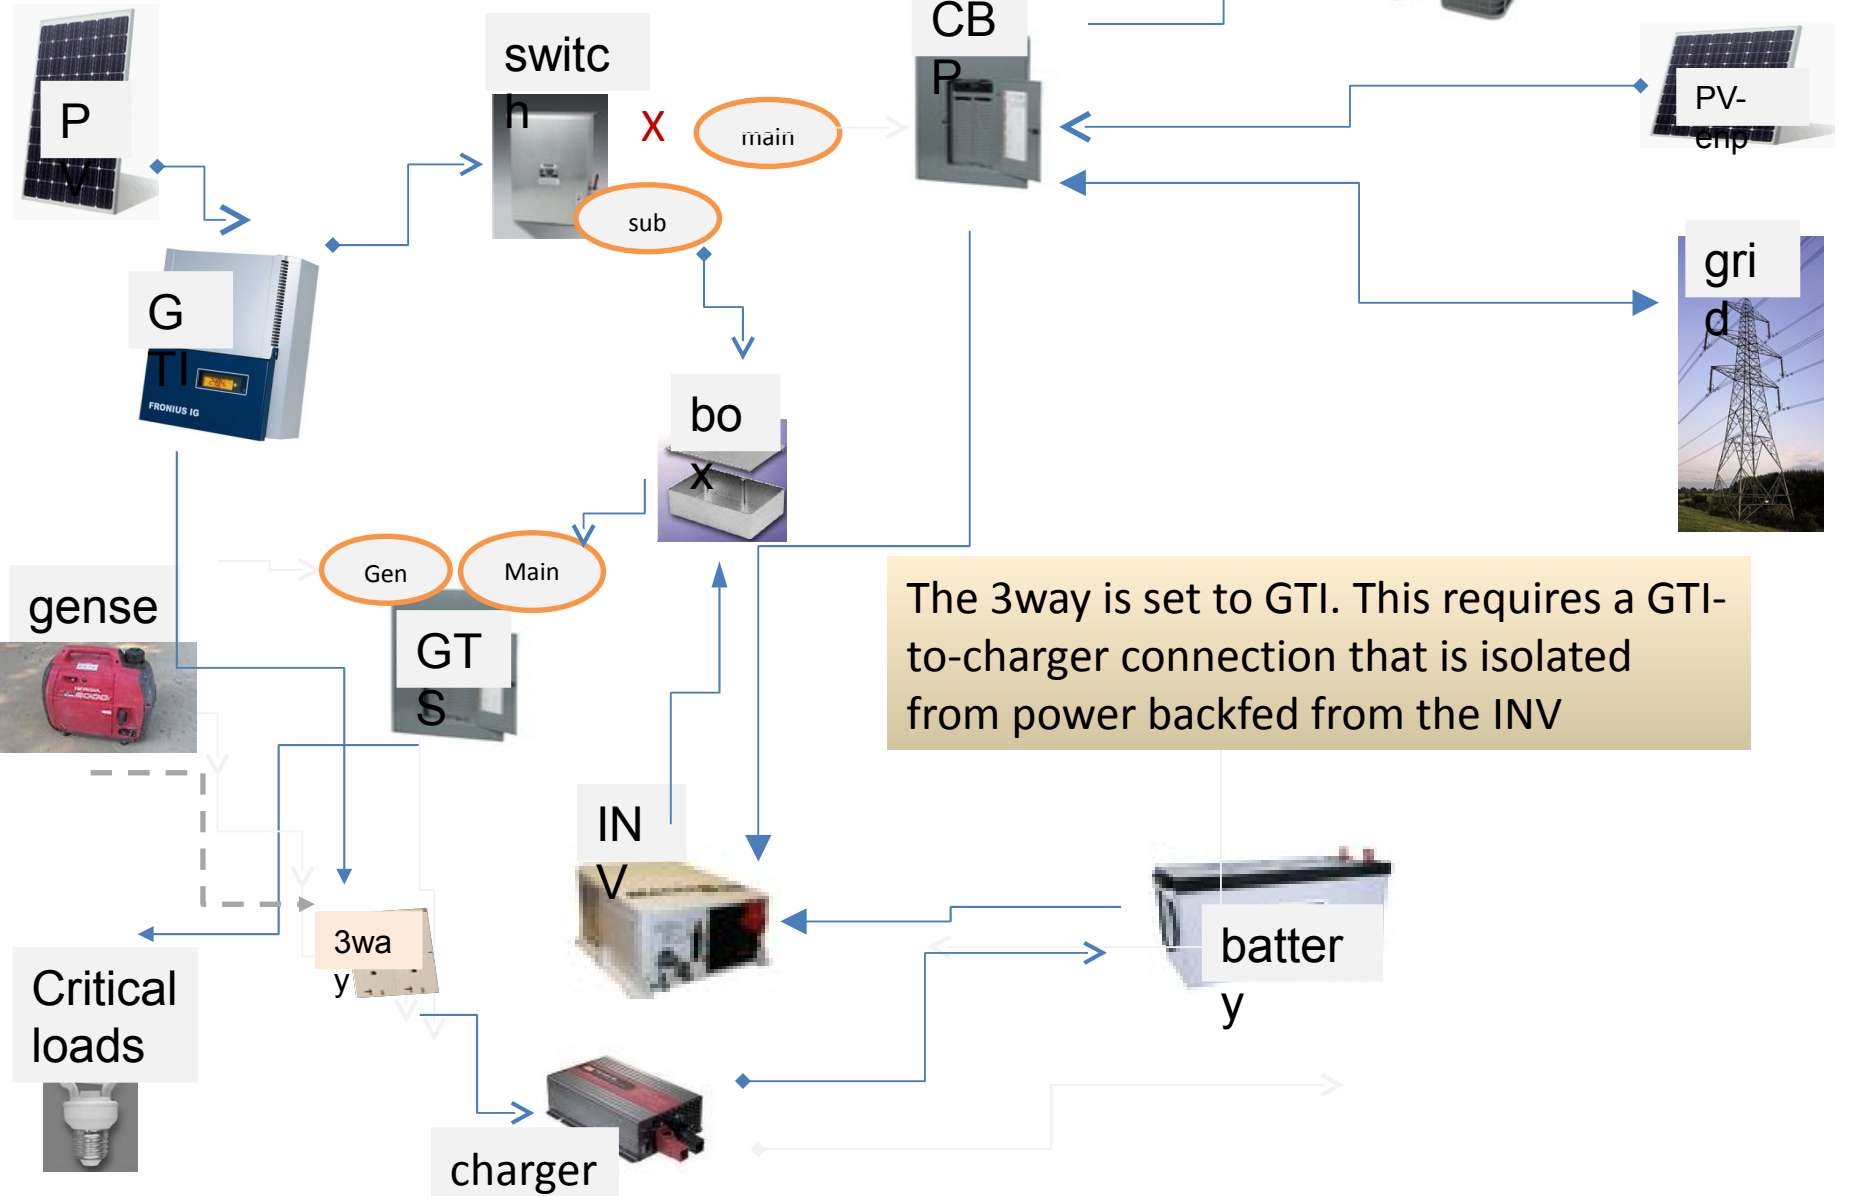 CB
P
switc
h
P
V
X
main
PV-
enp
sub
gri
d
G
TI
FRONIUS IG
bo
x
Gen
Main
gense
GT
S
The 3way is set to GTI. This requires a GTI-
to-charger connection that is isolated
from power backfed from the INV
IN
V
3wa
y
batter
y
Critical
loads
charger